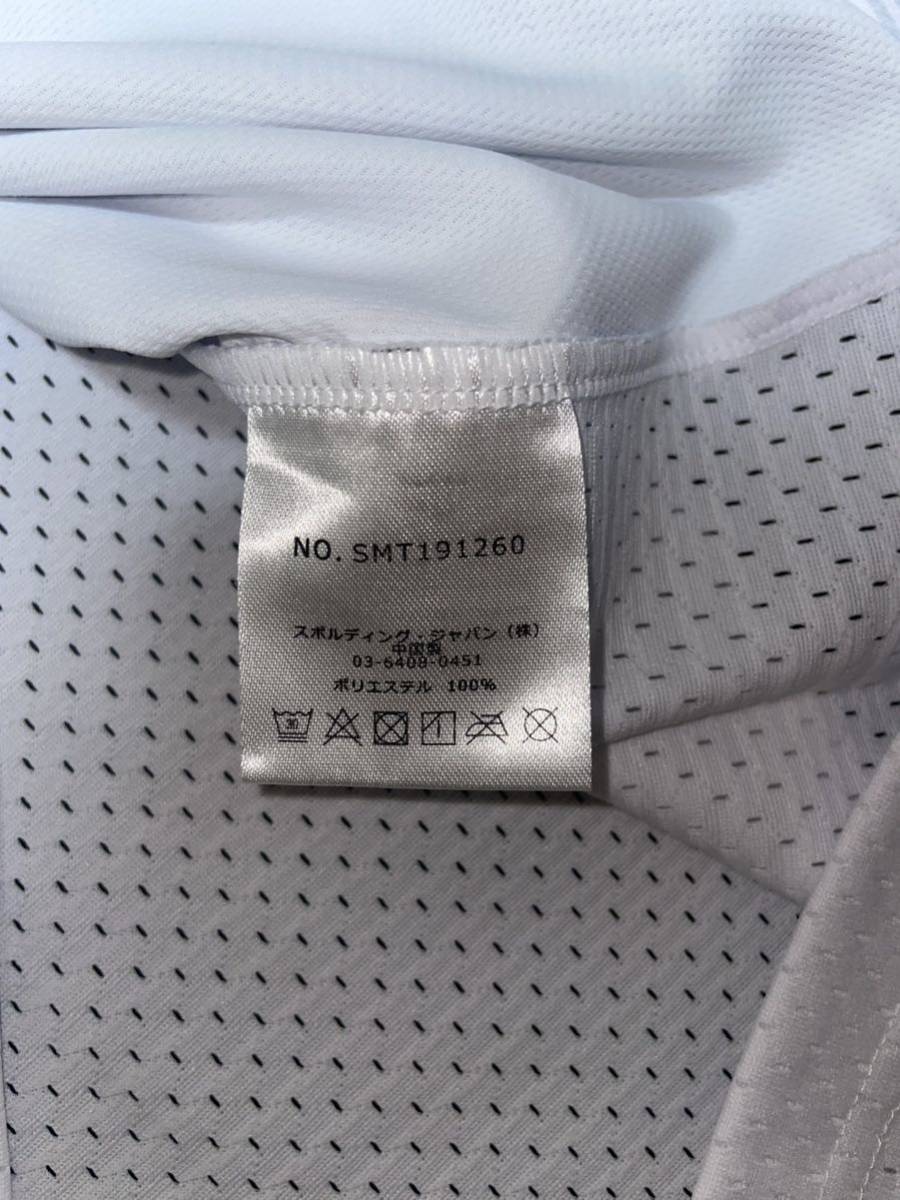 NO. SMT191260
スポルディング・ジャパン（株）
中国製
03-6408-0451
ポリエステル 100%
30